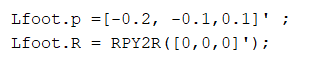 Lfoot.p =[-0.2, -0.1,0.1]' ;
Lfoot.R = RPY2R([0,0,0]');